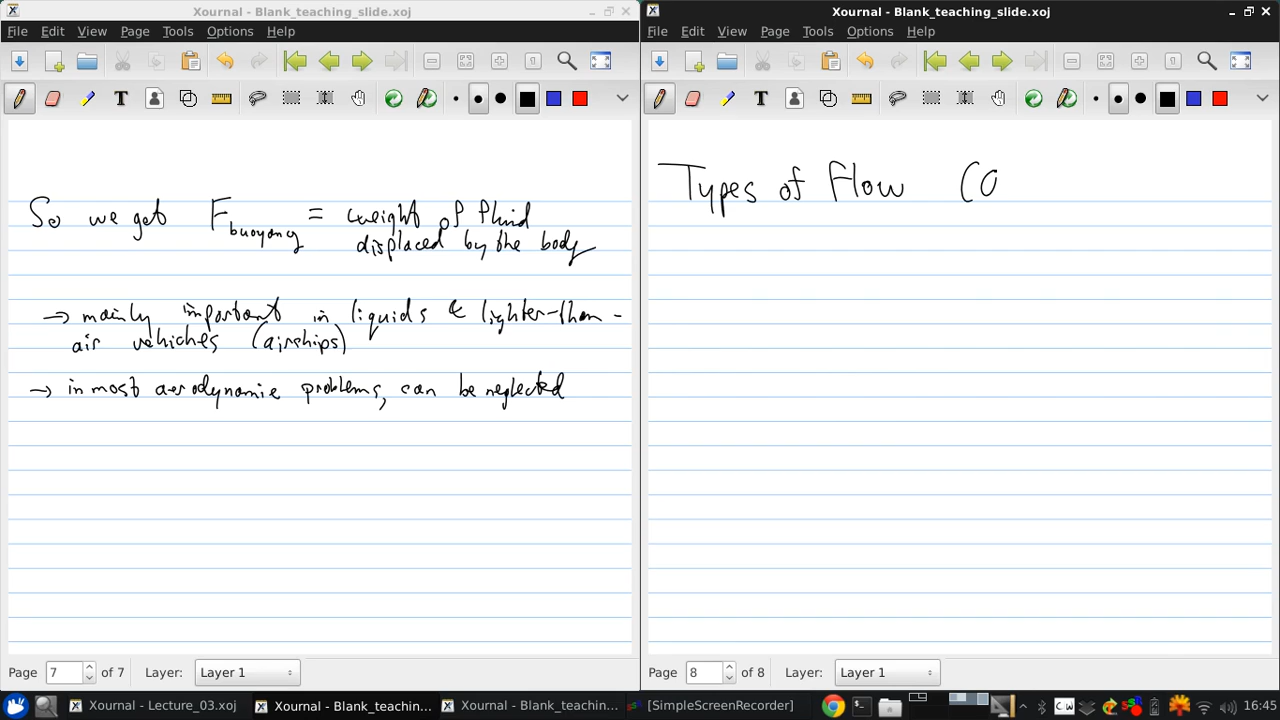 Xournal - Blank_teaching_slide.xoj
File Edit View Page Tools Options Help
So we get F buoyancy = weight of fluid
displaced by the body
→ mainly important in liquids & lighter-than-
air vehicles (airships)
→ in most aerodynamic problems, can be neglected
Page 7 of 7 Layer: Layer 1
Xournal - Blank_teaching_slide.xoj
File Edit View Page Tools Options Help
Types of Flow (O
Page 8 of 8 Layer: Layer 1
Xournal - Lecture_03.xoj Xournal - Blank_teachin... Xournal - Blank_teachin... [SimpleScreenRecorder] 16:45